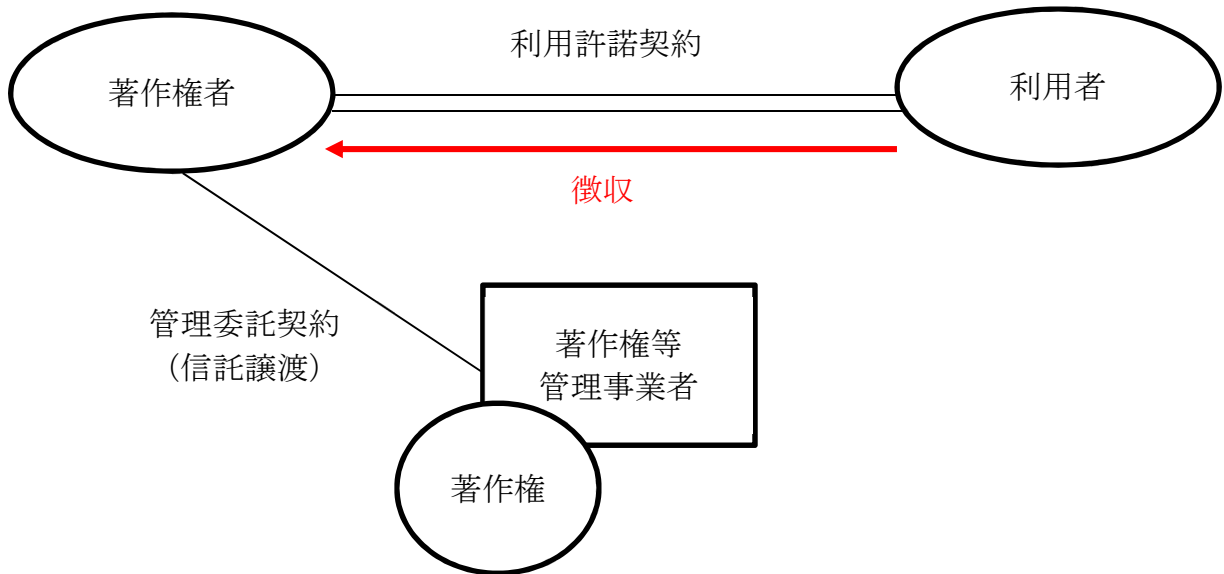 利用許諾契約
著作権者
利用者
徴収
管理委託契約
（信託譲渡）
著作権等
管理事業者
著作権